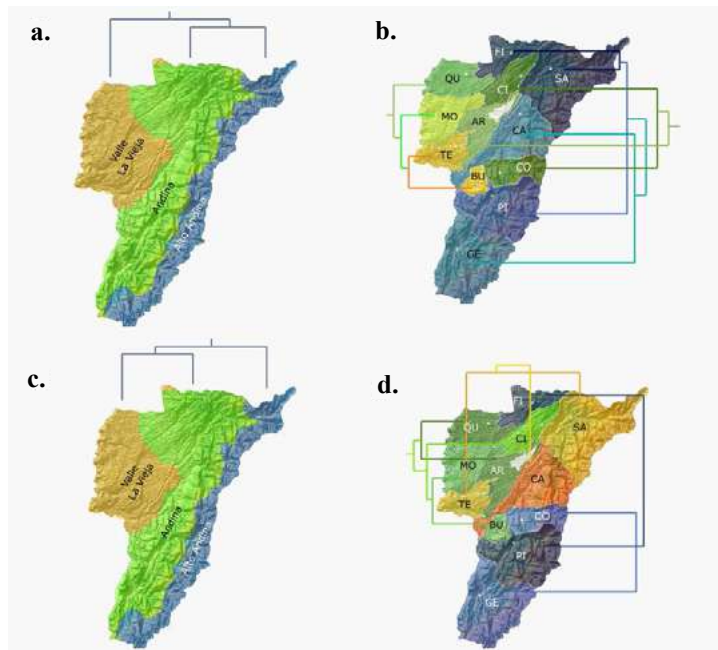 a.
Valle
La Vieja
Andina
Alto Andina
b.
FI
QU
CI
SA
MO
AR
CA
TE
BU
CO
PI
GE
c.
Valle
La Vieja
Andina
Alto Andina
d.
FI
QU
CI
SA
MO
AR
CA
TE
BU
CO
PI
GE